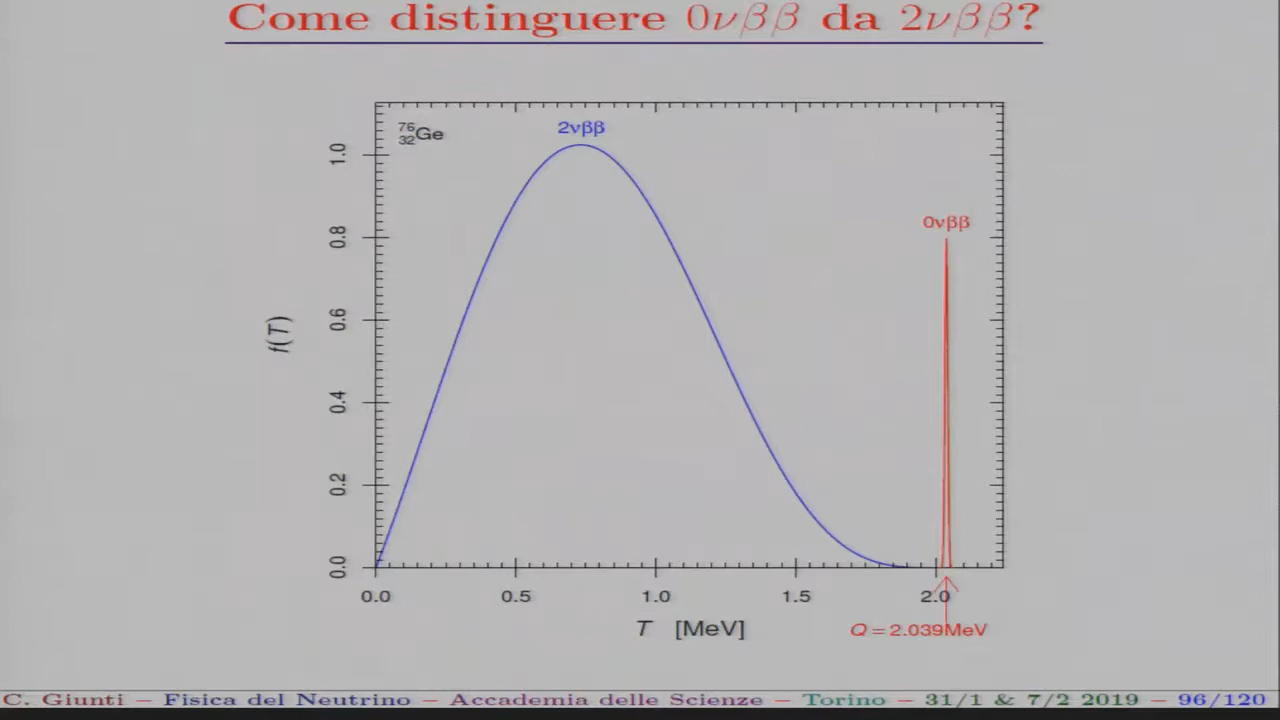 Come distinguere 0νββ da 2νββ?
⁷⁶₃₂Ge
2νββ
0νββ
1.0
0.8
0.6
0.4
0.2
0.0
f(T)
0.0 0.5 1.0 1.5 2.0
T [MeV]
Q = 2.039MeV
C. Giunti – Fisica del Neutrino – Accademia delle Scienze – Torino – 31/1 & 7/2 2019 – 96/120